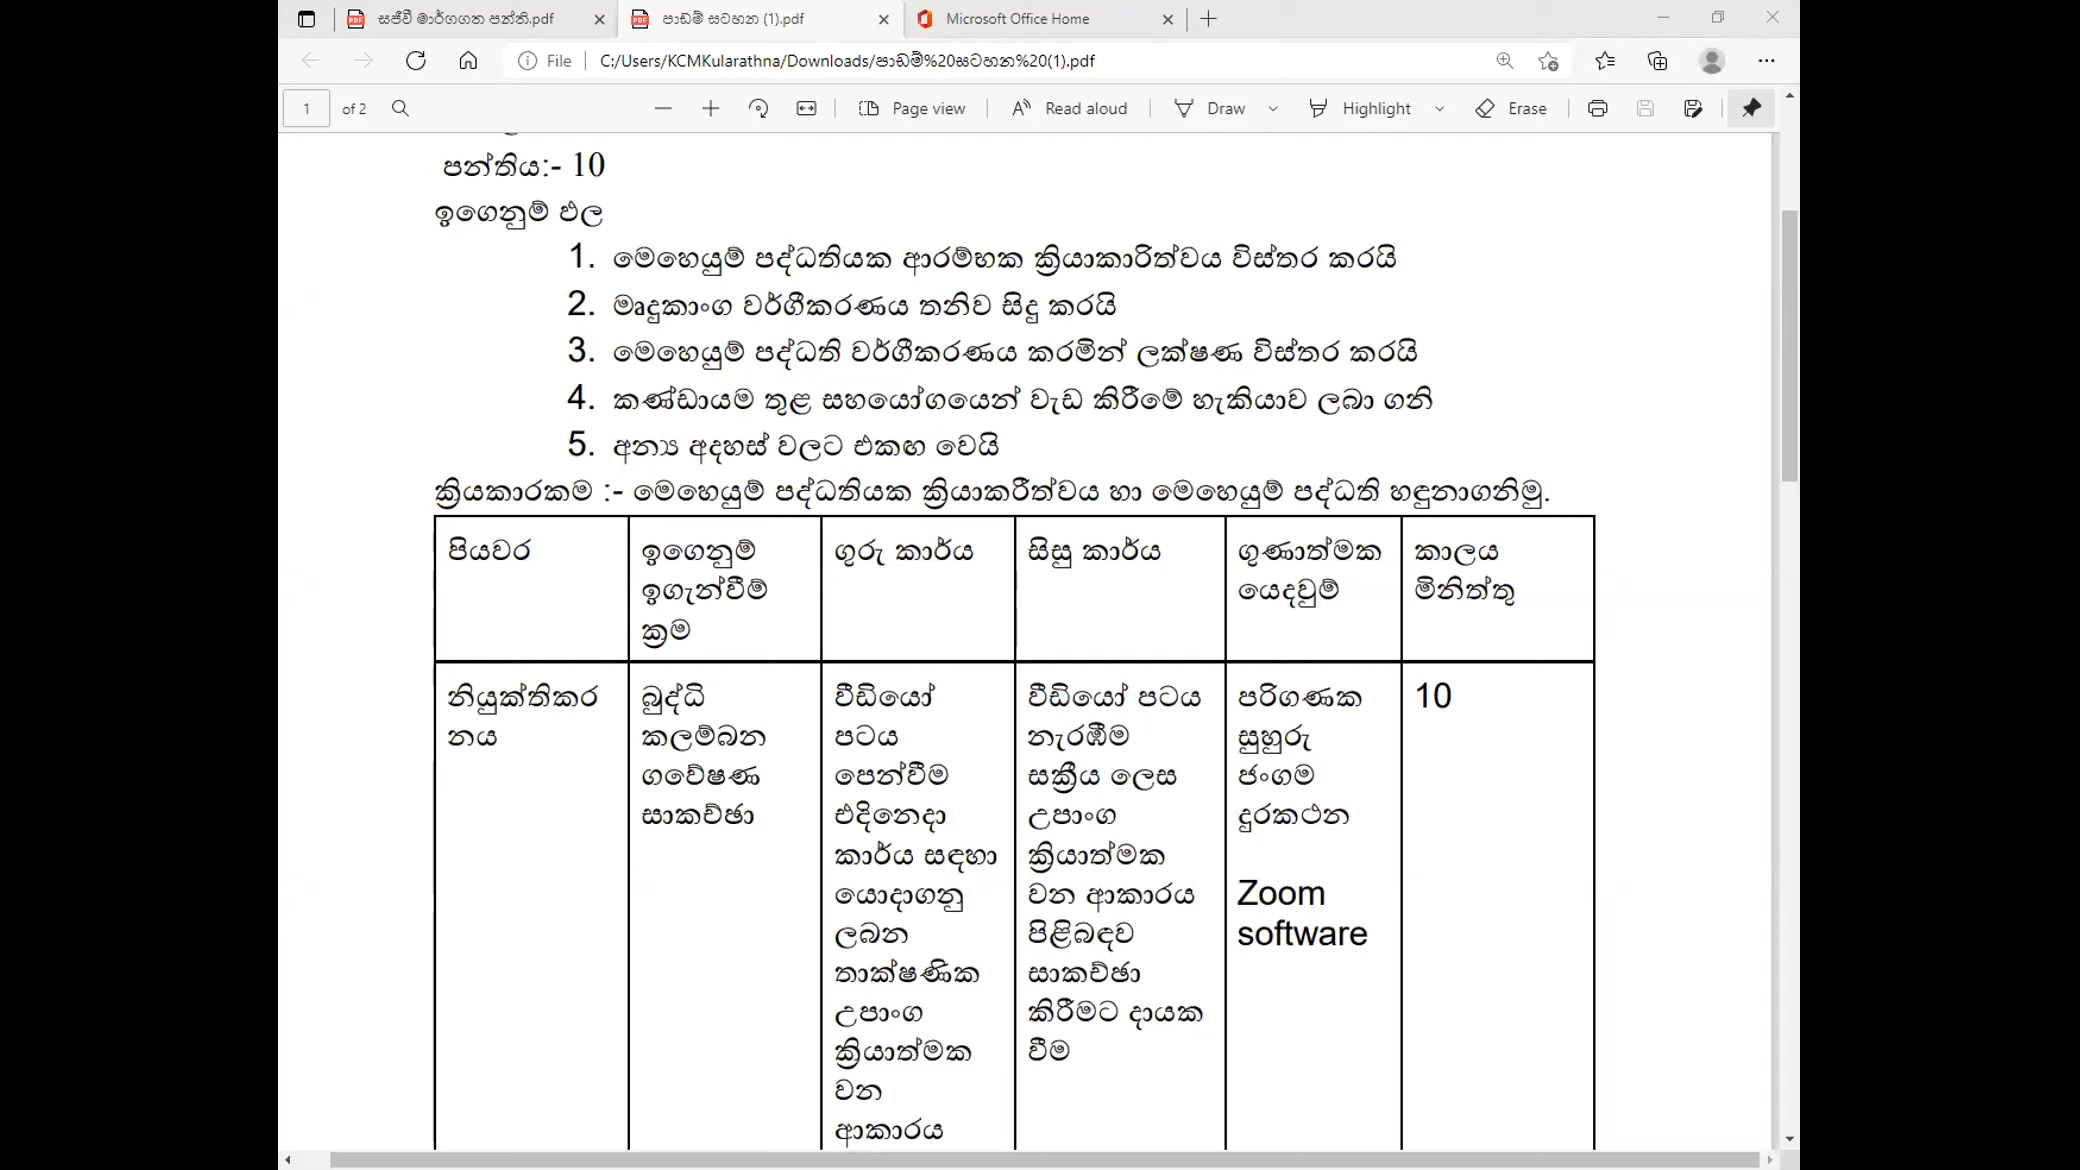 සජීවී මාර්ගගත පන්ති.pdf
පාඩම් සටහන (1).pdf
Microsoft Office Home
File
C:/Users/KCMKularathna/Downloads/පාඩම්%20සටහන%20(1).pdf
1 of 2
Page view
Read aloud
Draw
Highlight
Erase
පන්තිය:- 10
ඉගෙනුම් ඵල
1. මෙහෙයුම් පද්ධතියක ආරම්භක ක්‍රියාකාරිත්වය විස්තර කරයි
2. මෘදුකාංග වර්ගීකරණය තනිව සිදු කරයි
3. මෙහෙයුම් පද්ධති වර්ගීකරණය කරමින් ලක්ෂණ විස්තර කරයි
4. කණ්ඩායම තුළ සහයෝගයෙන් වැඩ කිරීමේ හැකියාව ලබා ගනි
5. අන්‍ය අදහස් වලට එකඟ වෙයි
ක්‍රියකාරකම :- මෙහෙයුම් පද්ධතියක ක්‍රියාකරීත්වය හා මෙහෙයුම් පද්ධති හඳුනාගනිමු.
පියවර
ඉගෙනුම්
ඉගැන්වීම්
ක්‍රම
ගුරු කාර්ය
සිසු කාර්ය
ගුණාත්මක
යෙදවුම්
කාලය
මිනිත්තු
නියුක්තිකර
නය
බුද්ධි
කලම්බන
ගවේෂණ
සාකච්ඡා
වීඩියෝ
පටය
පෙන්වීම
එදිනෙදා
කාර්ය සඳහා
යොදාගනු
ලබන
තාක්ෂණික
උපාංග
ක්‍රියාත්මක
වන
ආකාරය
වීඩියෝ පටය
නැරඹීම
සක්‍රීය ලෙස
උපාංග
ක්‍රියාත්මක
වන ආකාරය
පිළිබඳව
සාකච්ඡා
කිරීමට දායක
වීම
පරිගණක
සුහුරු
ජංගම
දුරකථන
Zoom
software
10